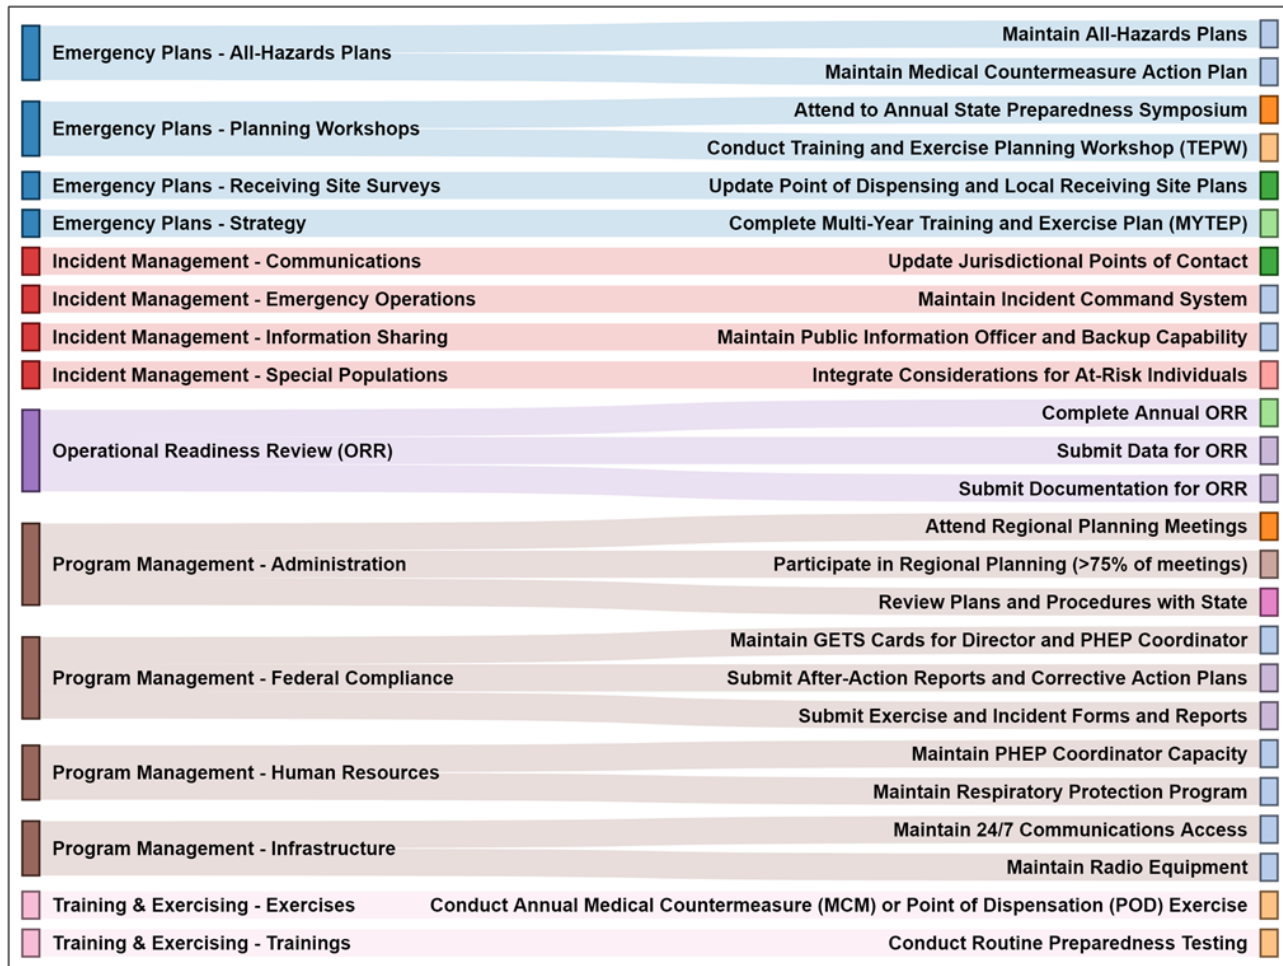 Emergency Plans - All-Hazards Plans
Maintain All-Hazards Plans
Maintain Medical Countermeasure Action Plan
Emergency Plans - Planning Workshops
Attend to Annual State Preparedness Symposium
Conduct Training and Exercise Planning Workshop (TEPW)
Emergency Plans - Receiving Site Surveys
Update Point of Dispensing and Local Receiving Site Plans
Emergency Plans - Strategy
Complete Multi-Year Training and Exercise Plan (MYTEP)
Incident Management - Communications
Update Jurisdictional Points of Contact
Incident Management - Emergency Operations
Maintain Incident Command System
Incident Management - Information Sharing
Maintain Public Information Officer and Backup Capability
Incident Management - Special Populations
Integrate Considerations for At-Risk Individuals
Operational Readiness Review (ORR)
Complete Annual ORR
Submit Data for ORR
Submit Documentation for ORR
Program Management - Administration
Attend Regional Planning Meetings
Participate in Regional Planning (>75% of meetings)
Review Plans and Procedures with State
Program Management - Federal Compliance
Maintain GETS Cards for Director and PHEP Coordinator
Submit After-Action Reports and Corrective Action Plans
Submit Exercise and Incident Forms and Reports
Program Management - Human Resources
Maintain PHEP Coordinator Capacity
Maintain Respiratory Protection Program
Program Management - Infrastructure
Maintain 24/7 Communications Access
Maintain Radio Equipment
Training & Exercising - Exercises
Conduct Annual Medical Countermeasure (MCM) or Point of Dispensation (POD) Exercise
Training & Exercising - Trainings
Conduct Routine Preparedness Testing